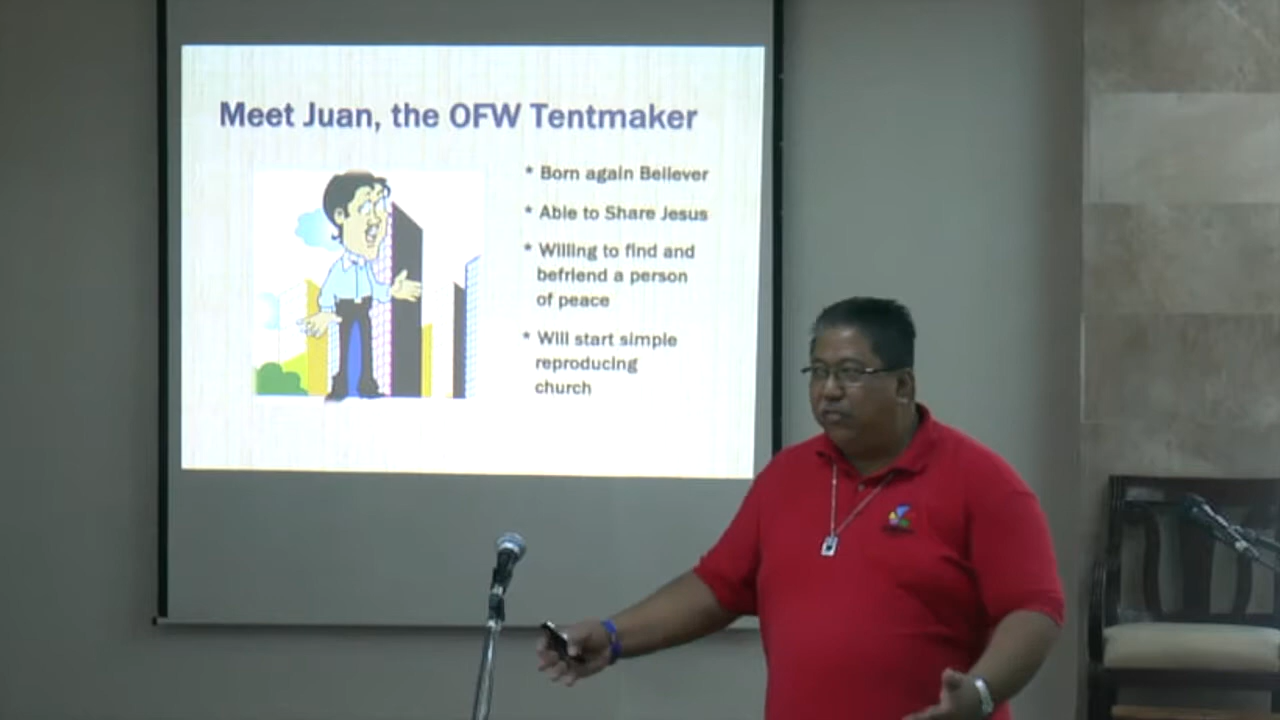 Meet Juan, the OFW Tentmaker
* Born again Believer
* Able to Share Jesus
* Willing to find and
befriend a person
of peace
* Will start simple
reproducing
church